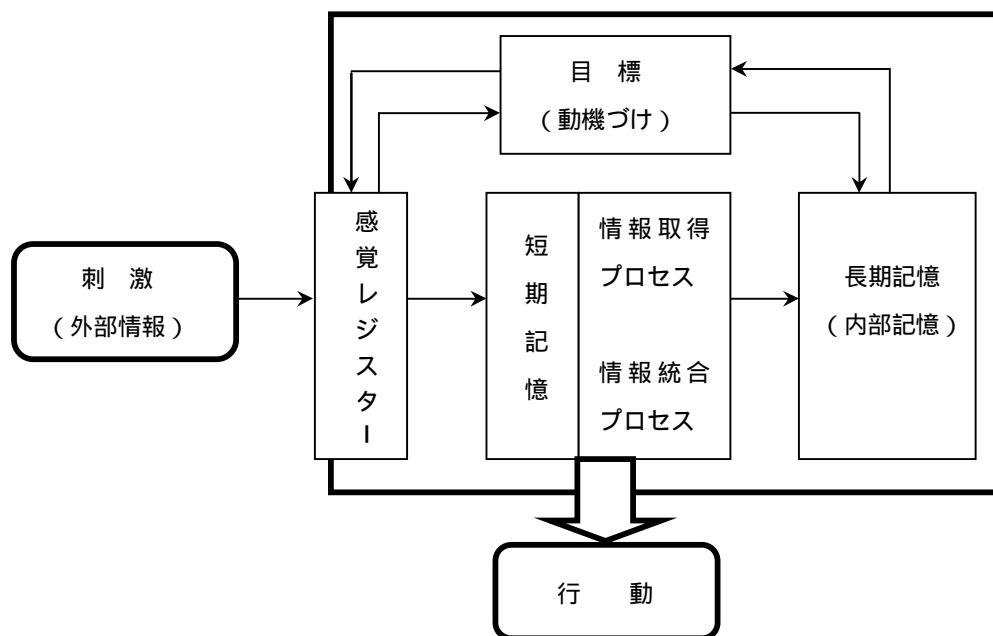 目 標
（動機づけ）
刺 激
（外部情報）
感覚レジスター
短期記憶
情報取得
プロセス
情報統合
プロセス
長期記憶
（内部記憶）
行 動